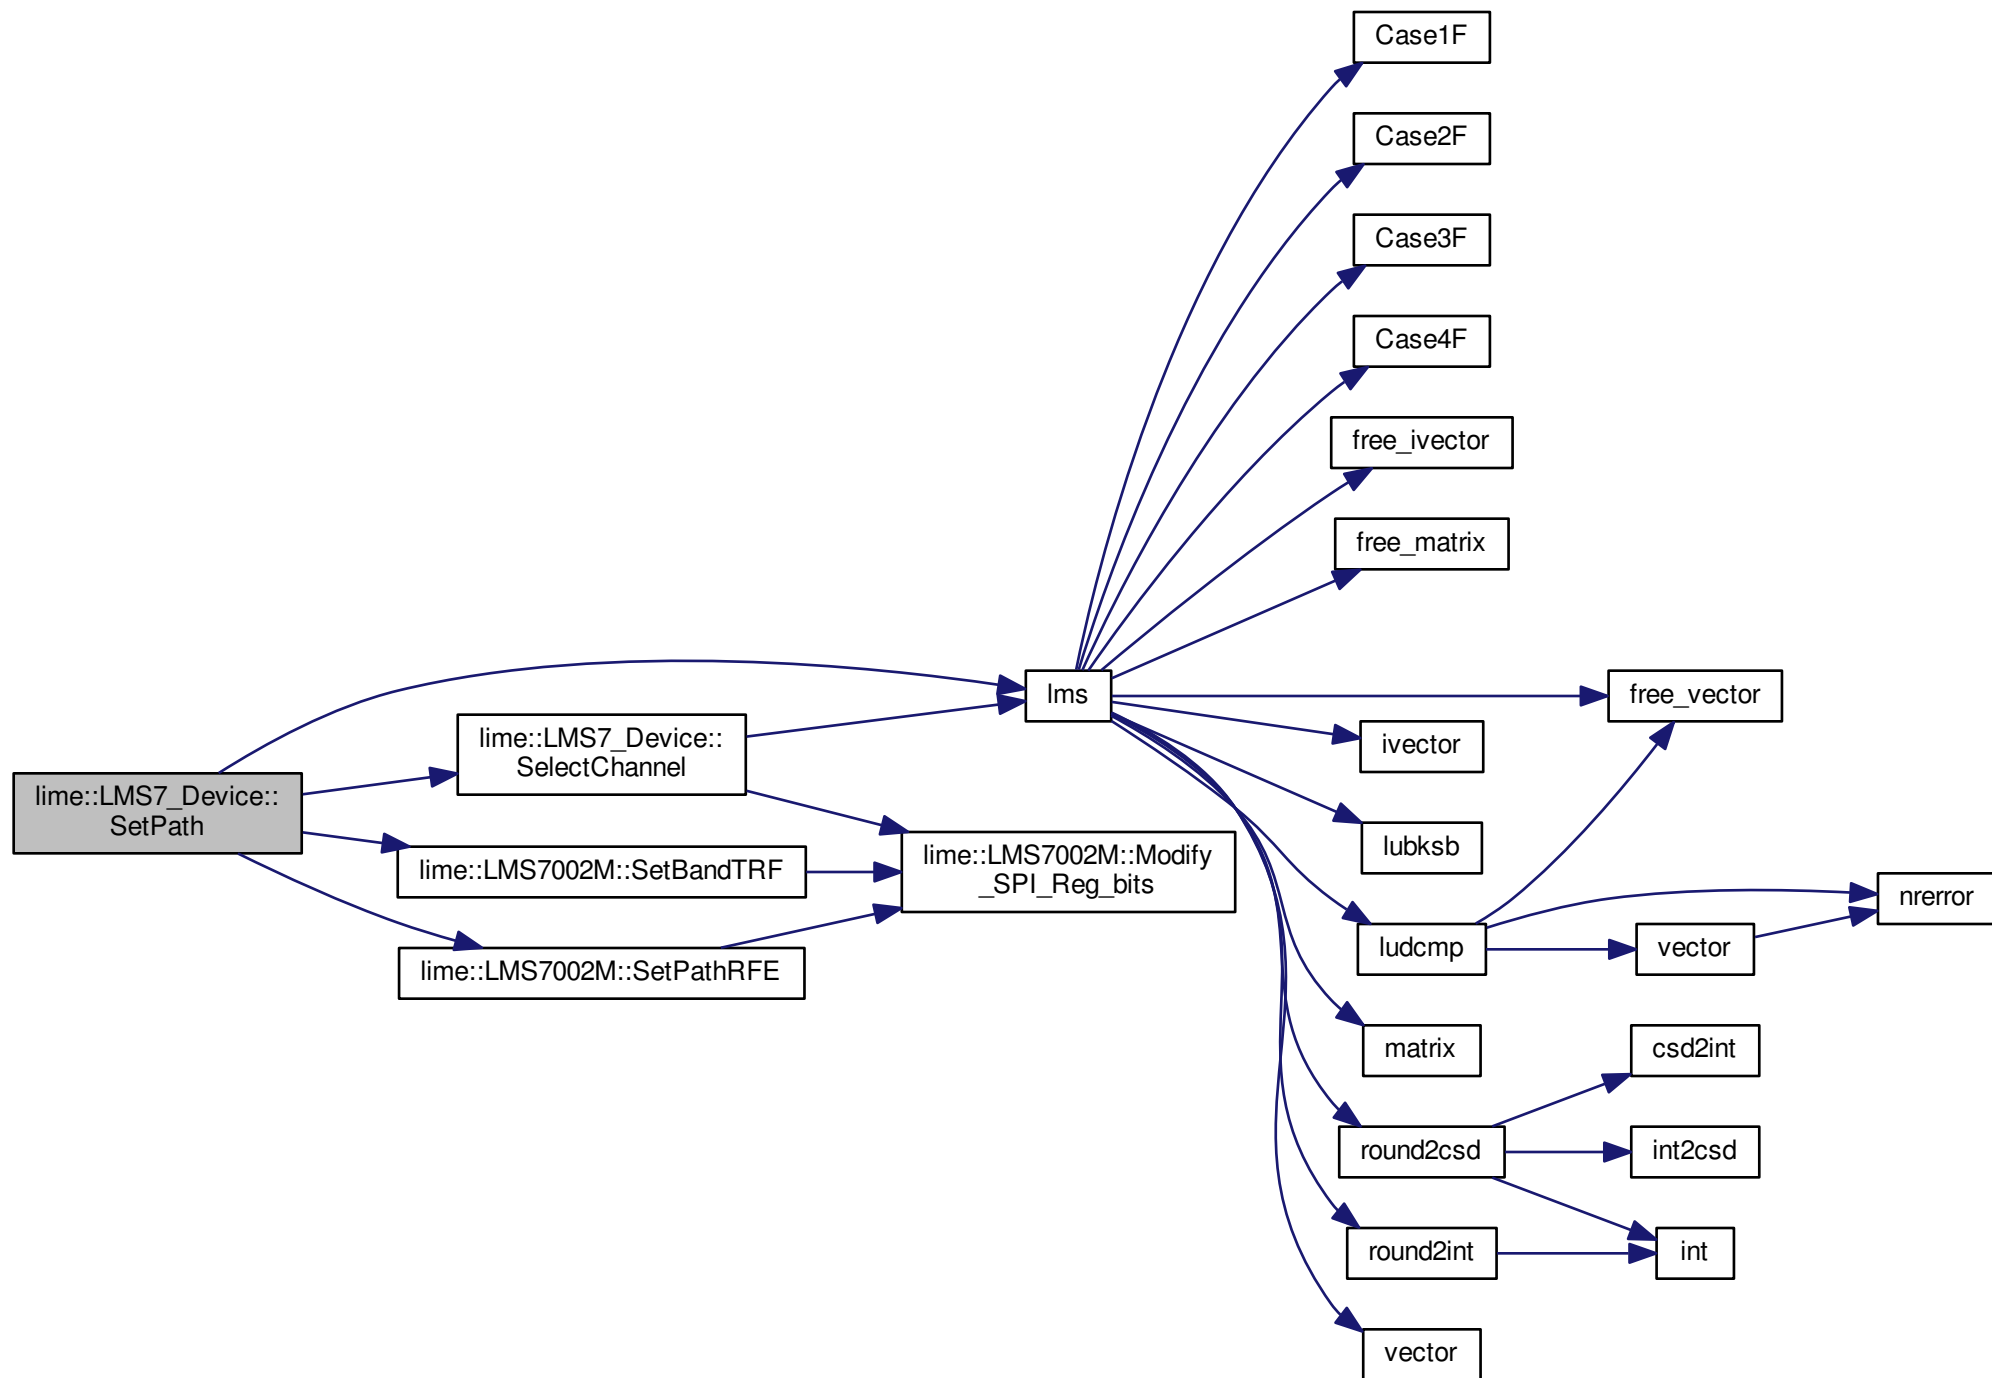 Case1F
Case2F
Case3F
Case4F
free_ivector
free_matrix
lms
free_vector
lime::LMS7_Device::
SelectChannel
ivector
lime::LMS7_Device::
SetPath
lime::LMS7002M::SetBandTRF
lime::LMS7002M::Modify
_SPI_Reg_bits
lubksb
nrerror
lime::LMS7002M::SetPathRFE
ludcmp
vector
matrix
csd2int
round2csd
int2csd
round2int
int
vector